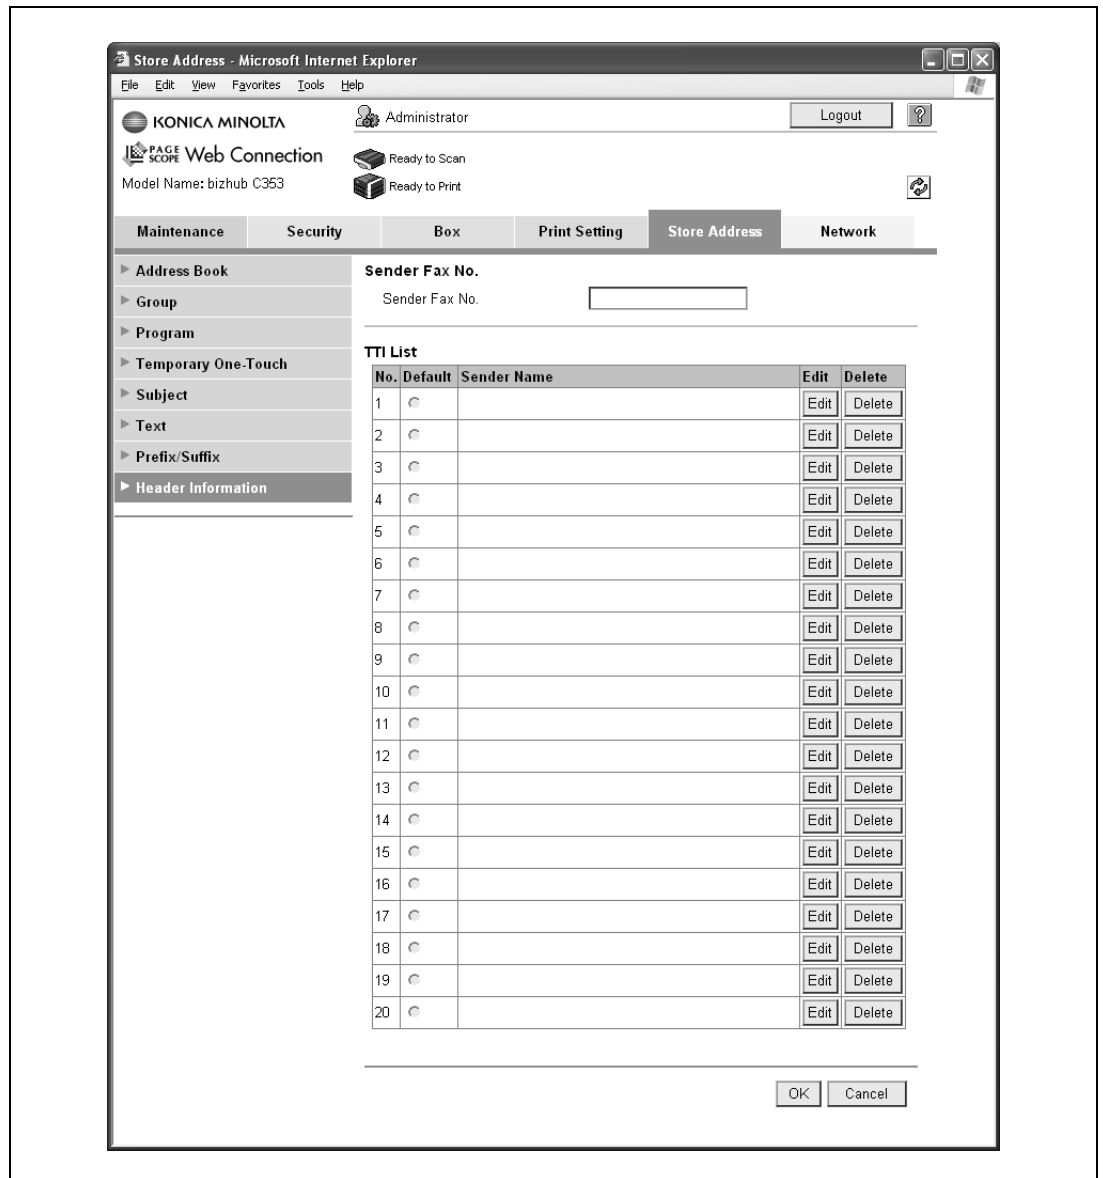 Store Address - Microsoft Internet Explorer
File Edit View Favorites Tools Help
KONICA MINOLTA
Administrator
Logout
?
PAGE SCOPE Web Connection
Ready to Scan
Model Name: bizhub C353
Ready to Print
Maintenance Security Box Print Setting Store Address Network
Address Book
Group
Program
Temporary One-Touch
Subject
Text
Prefix/Suffix
Header Information
Sender Fax No.
Sender Fax No.
TTI List
No. Default Sender Name Edit Delete
1 Edit Delete
2 Edit Delete
3 Edit Delete
4 Edit Delete
5 Edit Delete
6 Edit Delete
7 Edit Delete
8 Edit Delete
9 Edit Delete
10 Edit Delete
11 Edit Delete
12 Edit Delete
13 Edit Delete
14 Edit Delete
15 Edit Delete
16 Edit Delete
17 Edit Delete
18 Edit Delete
19 Edit Delete
20 Edit Delete
OK Cancel